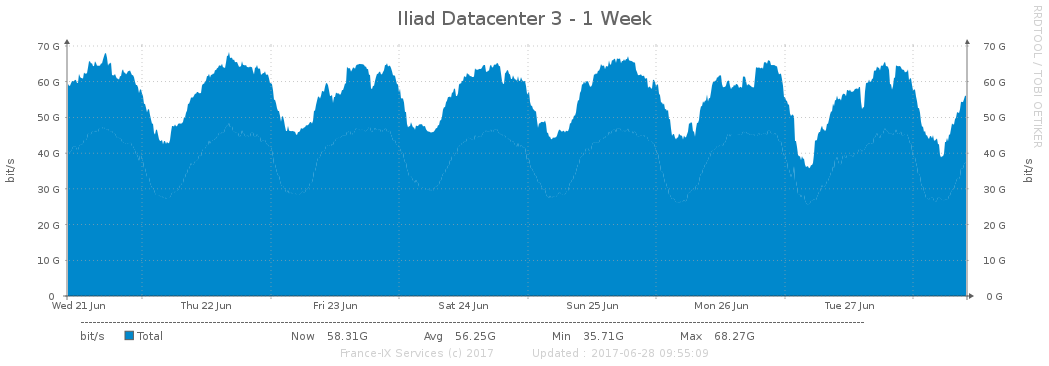 Iliad Datacenter 3 - 1 Week
RRDTOOL / TOBI OETIKER
70 G 70 G
60 G 60 G
50 G 50 G
40 G 40 G
30 G 30 G
20 G 20 G
10 G 10 G
0 0 G
bit/s bit/s
Wed 21 Jun Thu 22 Jun Fri 23 Jun Sat 24 Jun Sun 25 Jun Mon 26 Jun Tue 27 Jun
bit/s Total Now 58.31G Avg 56.25G Min 35.71G Max 68.27G
France-IX Services (c) 2017 Updated : 2017-06-28 09:55:09